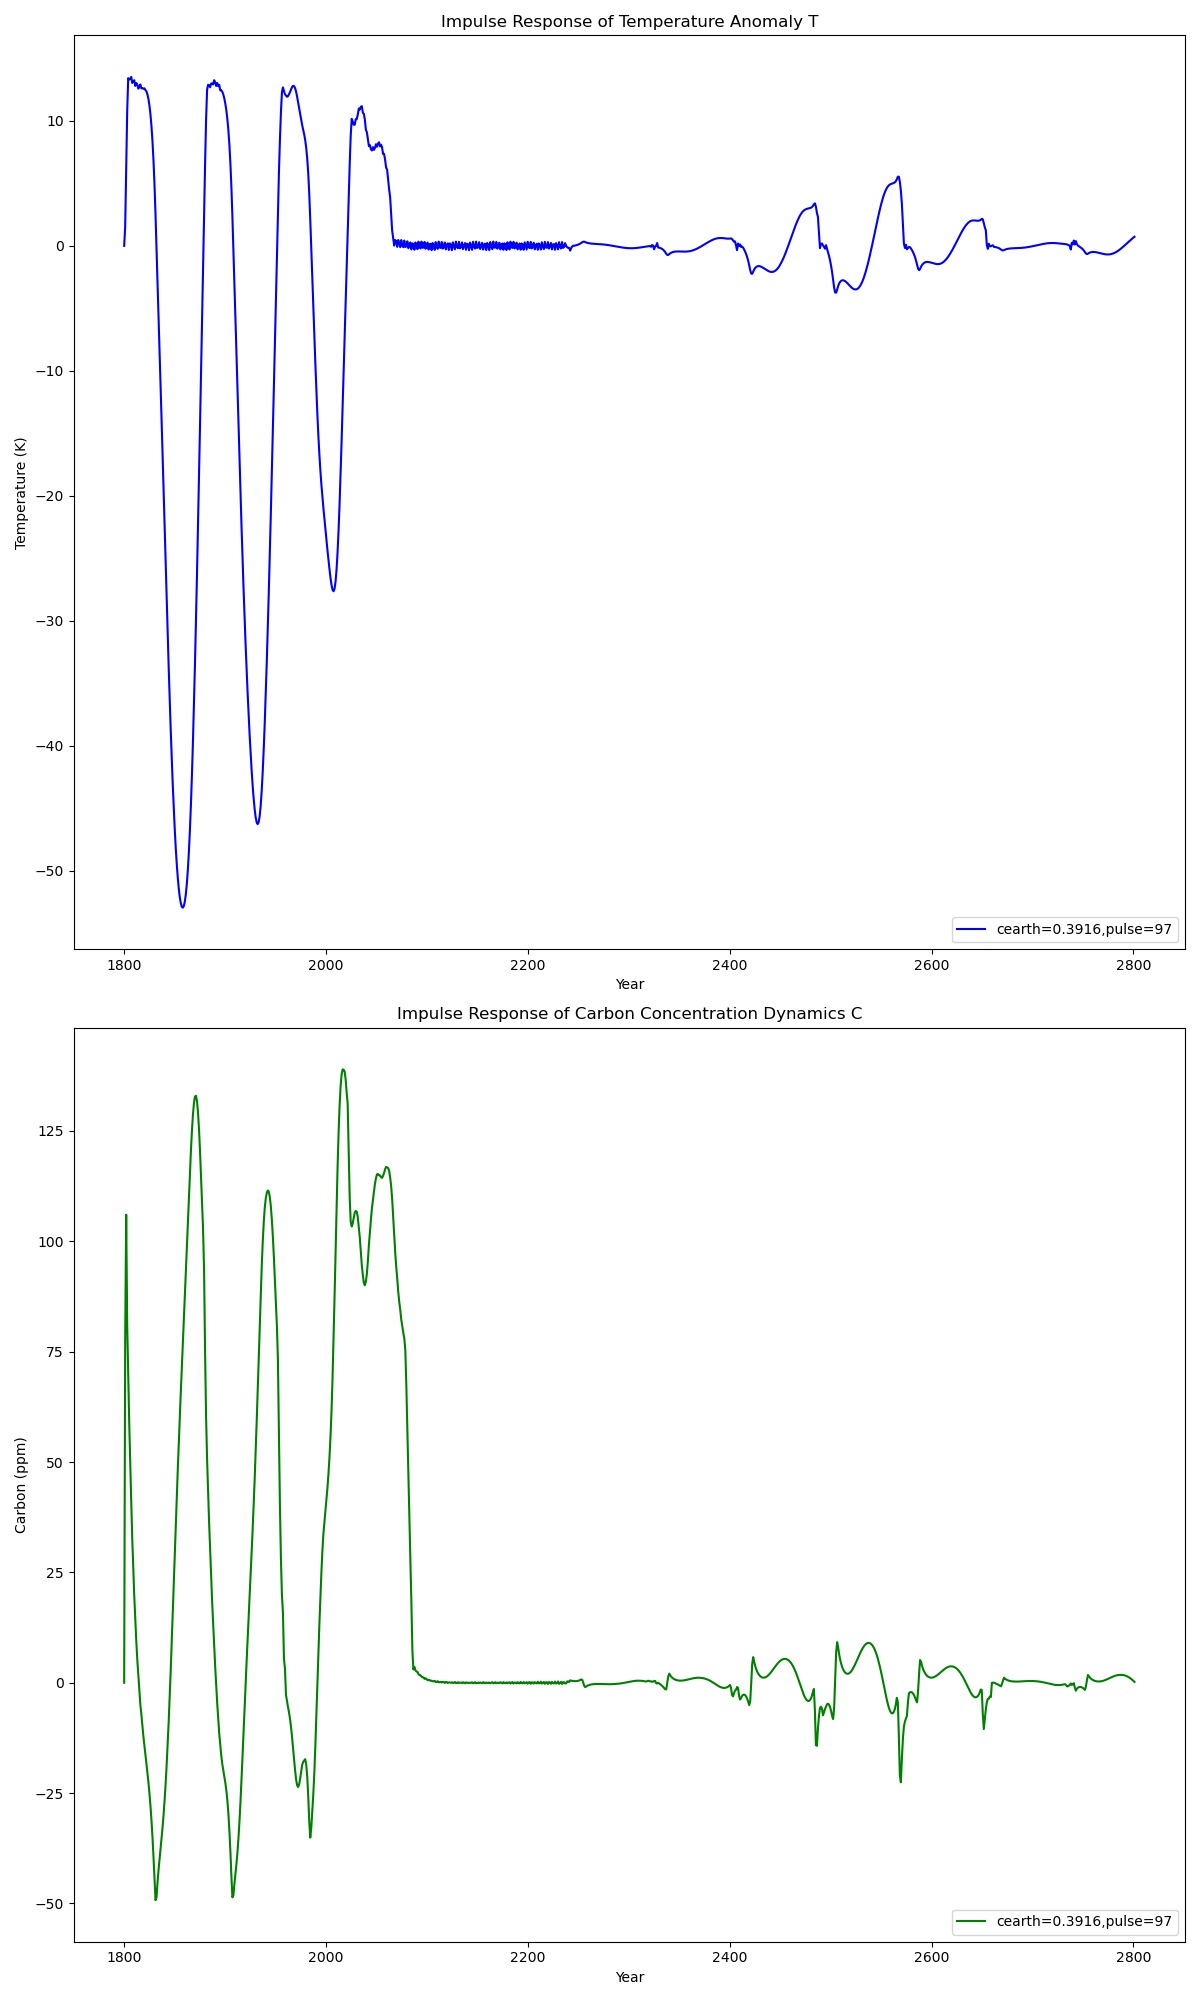 Impulse Response of Temperature Anomaly T
10
0
−10
−20
−30
−40
−50
Temperature (K)
cearth=0.3916,pulse=97
1800 2000 2200 2400 2600 2800
Year
Impulse Response of Carbon Concentration Dynamics C
125
100
75
50
25
0
−25
−50
Carbon (ppm)
cearth=0.3916,pulse=97
1800 2000 2200 2400 2600 2800
Year